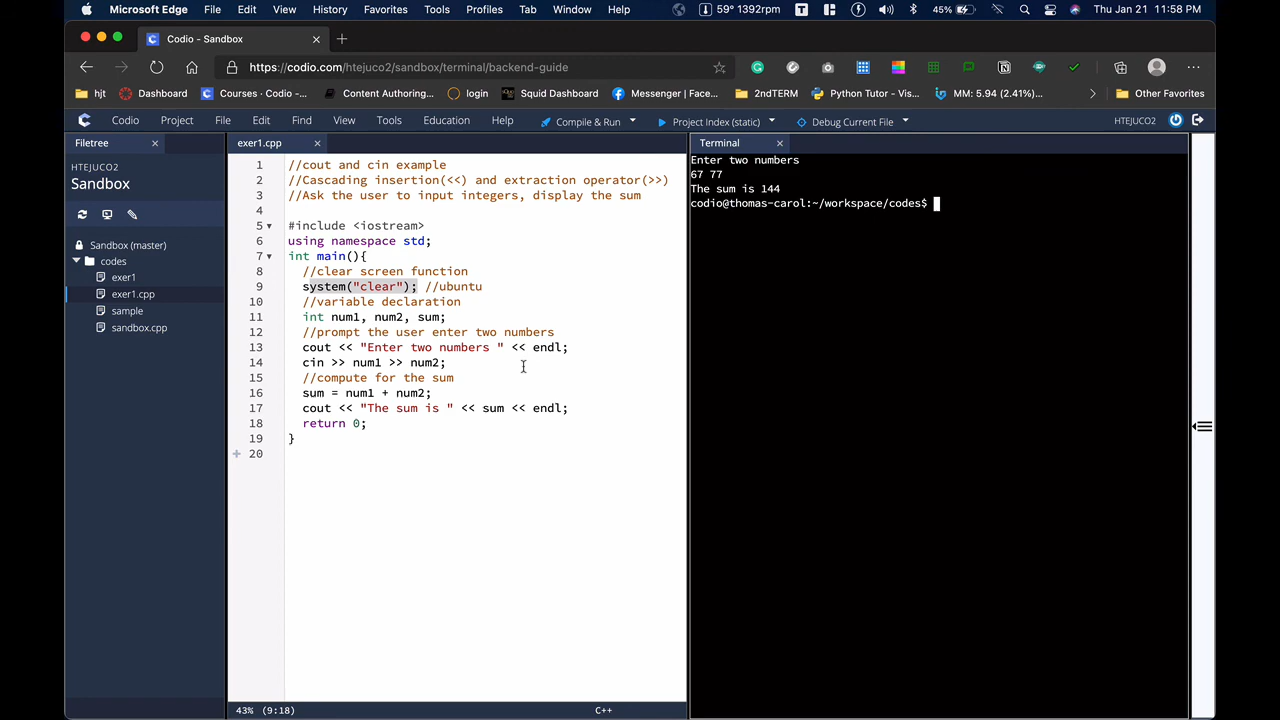 Microsoft Edge File Edit View History Favorites Tools Profiles Tab Window Help 59° 1392rpm T 45% Thu Jan 21 11:58 PM
Codio - Sandbox
https://codio.com/htejuco2/sandbox/terminal/backend-guide
hjt Dashboard Courses - Codio -... Content Authoring... login Squid Dashboard Messenger | Face... 2ndTERM Python Tutor - Vis... MM: 5.94 (2.41%)... Other Favorites
Codio Project File Edit Find View Tools Education Help Compile & Run Project Index (static) Debug Current File HTEJUCO2
Filetree
HTEJUCO2
Sandbox
Sandbox (master)
codes
exer1
exer1.cpp
sample
sandbox.cpp
exer1.cpp
1 //cout and cin example
2 //Cascading insertion(<<) and extraction operator(>>)
3 //Ask the user to input integers, display the sum
4
5 #include <iostream>
6 using namespace std;
7 int main(){
8 //clear screen function
9 system("clear"); //ubuntu
10 //variable declaration
11 int num1, num2, sum;
12 //prompt the user enter two numbers
13 cout << "Enter two numbers " << endl;
14 cin >> num1 >> num2;
15 //compute for the sum
16 sum = num1 + num2;
17 cout << "The sum is " << sum << endl;
18 return 0;
19 }
20
43% (9:18) C++
Terminal
Enter two numbers
67 77
The sum is 144
codio@thomas-carol:~/workspace/codes$